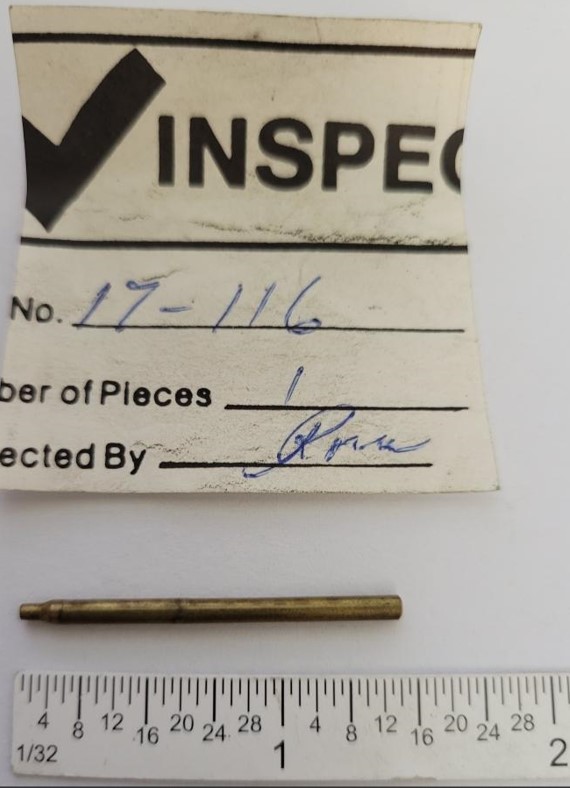 INSPEC
No. 17-116
ber of Pieces 1
ected By
4 8 12 16 20 24 28 1 4 8 12 16 20 24 28 2
1/32